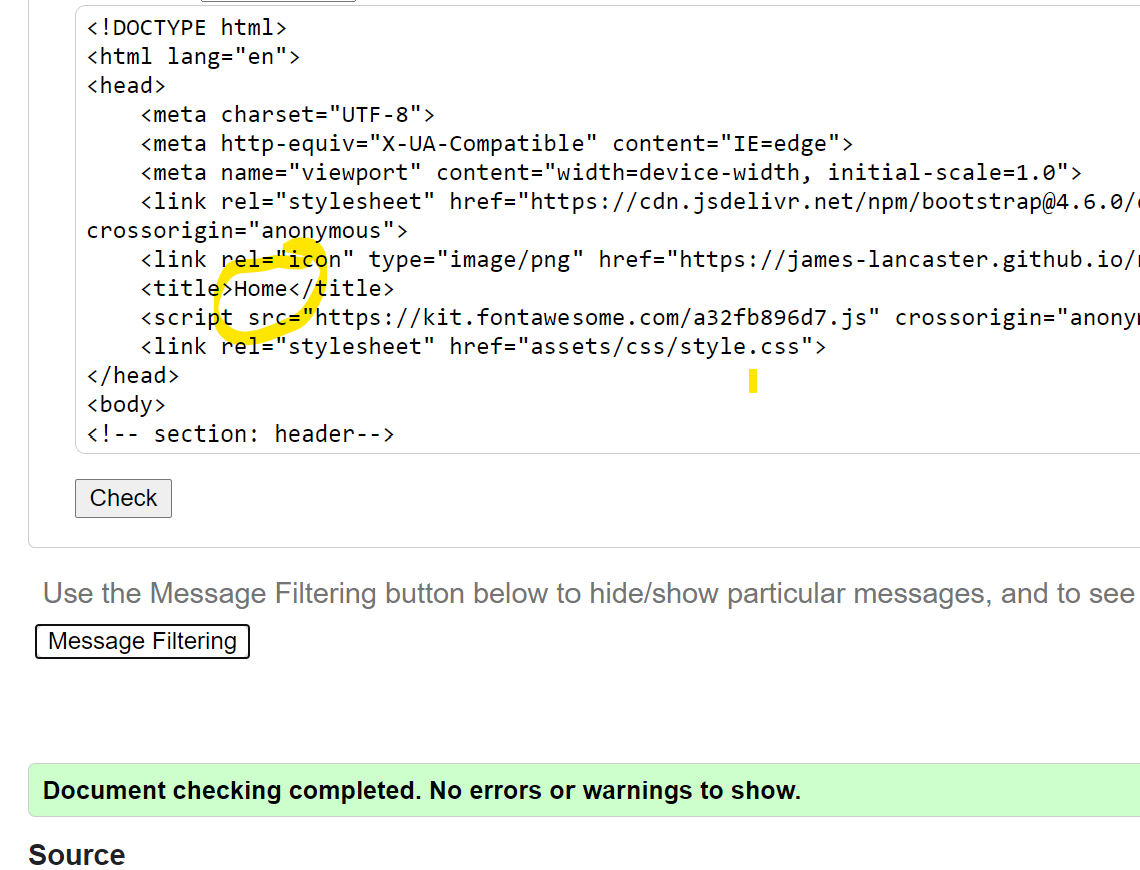 <!DOCTYPE html>
<html lang="en">
<head>
    <meta charset="UTF-8">
    <meta http-equiv="X-UA-Compatible" content="IE=edge">
    <meta name="viewport" content="width=device-width, initial-scale=1.0">
    <link rel="stylesheet" href="https://cdn.jsdelivr.net/npm/bootstrap@4.6.0/
crossorigin="anonymous">
    <link rel="icon" type="image/png" href="https://james-lancaster.github.io/
    <title>Home</title>
    <script src="https://kit.fontawesome.com/a32fb896d7.js" crossorigin="anony
    <link rel="stylesheet" href="assets/css/style.css">
</head>
<body>
<!-- section: header-->
Check
Use the Message Filtering button below to hide/show particular messages, and to see
Message Filtering
Document checking completed. No errors or warnings to show.
Source